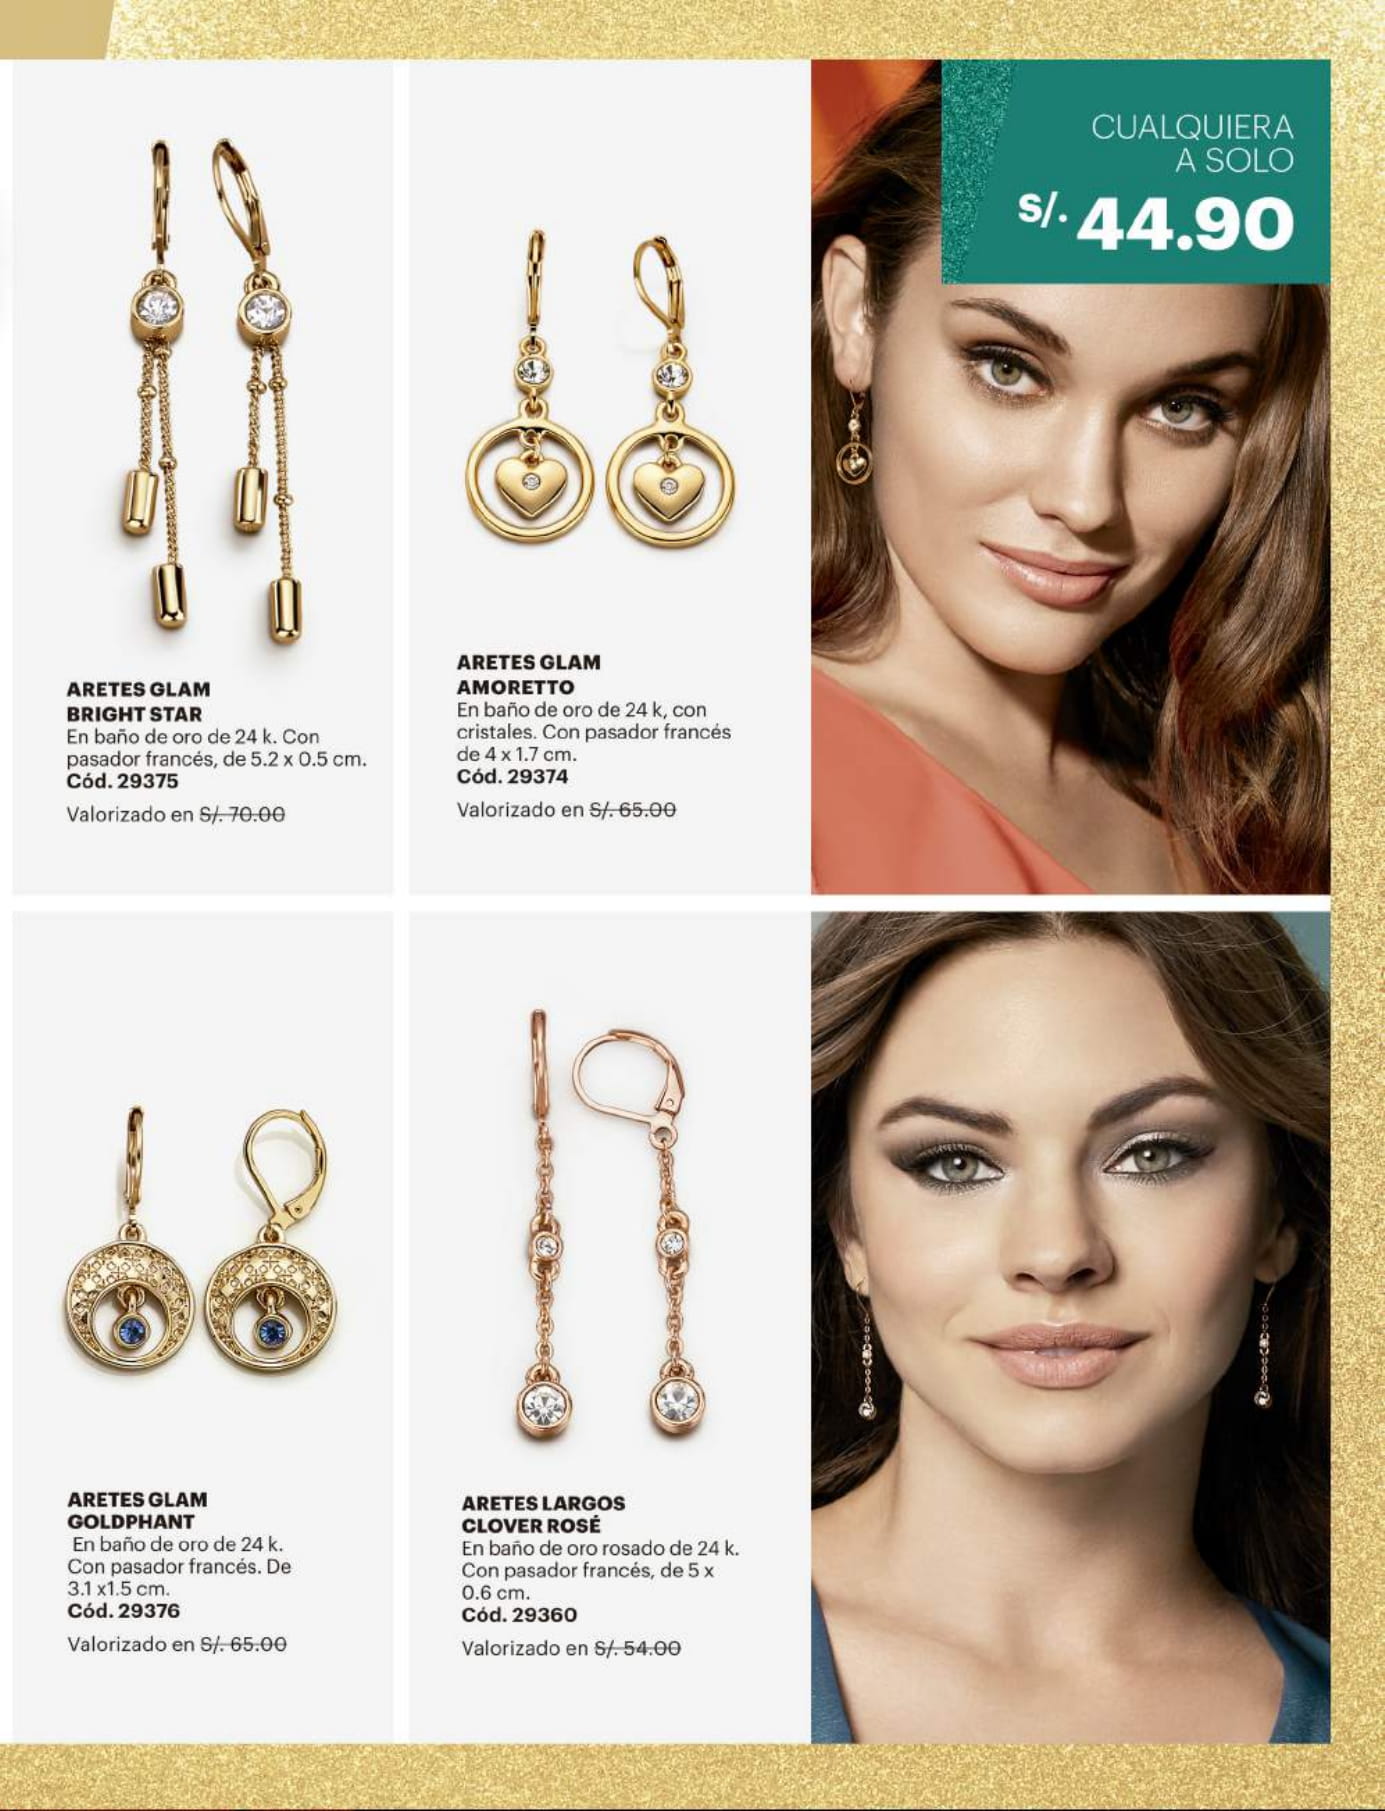 CUALQUIERA
A SOLO
S/. 44.90
ARETES GLAM
BRIGHT STAR
En baño de oro de 24 k. Con
pasador francés, de 5.2 x 0.5 cm.
Cód. 29375
Valorizado en S/. 70.00
ARETES GLAM
AMORETTO
En baño de oro de 24 k, con
cristales. Con pasador francés
de 4 x 1.7 cm.
Cód. 29374
Valorizado en S/. 65.00
ARETES GLAM
GOLDPHANT
En baño de oro de 24 k.
Con pasador francés. De
3.1 x1.5 cm.
Cód. 29376
Valorizado en S/. 65.00
ARETES LARGOS
CLOVER ROSÉ
En baño de oro rosado de 24 k.
Con pasador francés, de 5 x
0.6 cm.
Cód. 29360
Valorizado en S/. 54.00